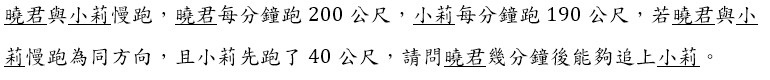 曉君與小莉慢跑，曉君每分鐘跑 200 公尺，小莉每分鐘跑 190 公尺，若曉君與小
莉慢跑為同方向，且小莉先跑了 40 公尺，請問曉君幾分鐘後能夠追上小莉。